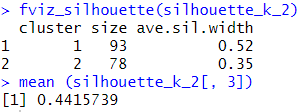 > fviz_silhouette(silhouette_k_2)
  cluster size ave.sil.width
1       1   93          0.52
2       2   78          0.35
> mean (silhouette_k_2[, 3])
[1] 0.4415739